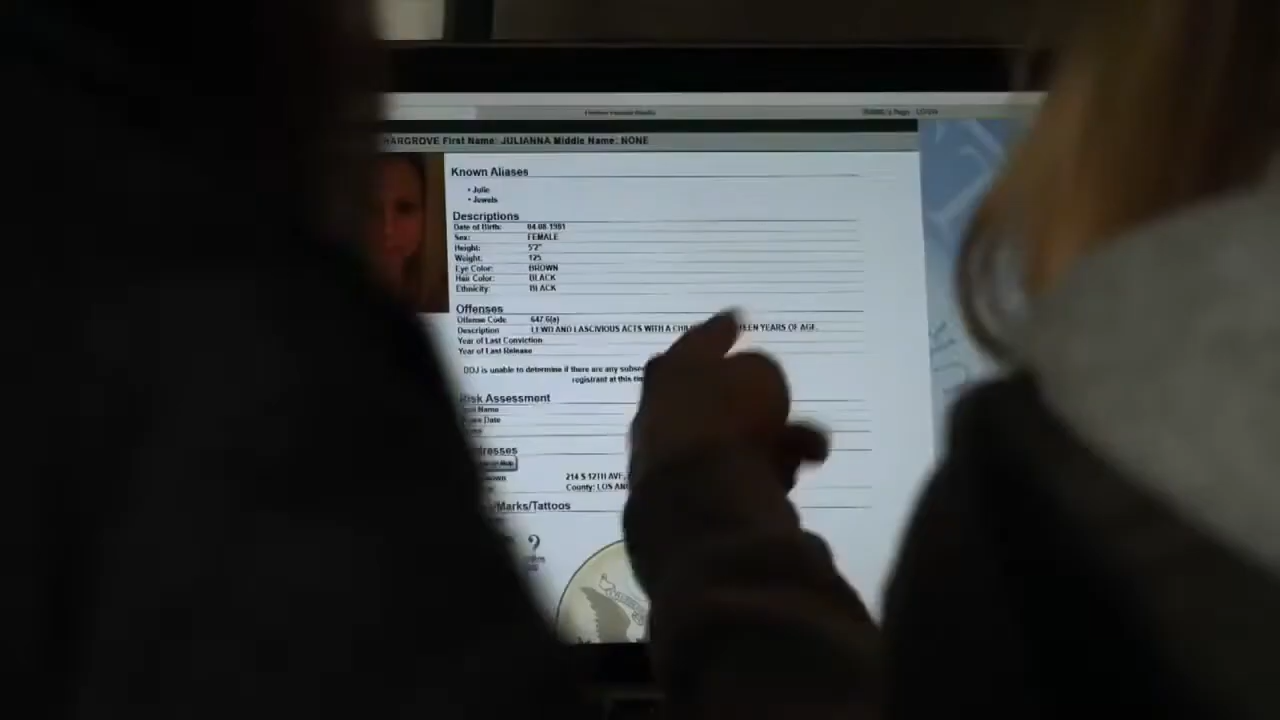 HARGROVE First Name: JULIANNA Middle Name: NONE
Known Aliases
• Julie
• Jewels
Descriptions
Date of Birth: 04.08.1981
Sex: FEMALE
Height: 5'2"
Weight: 125
Eye Color: BROWN
Hair Color: BLACK
Ethnicity: BLACK
Offenses
Offense Code 647.6(a)
Description LEWD AND LASCIVIOUS ACTS WITH A YEARS OF AGE.
Year of Last Conviction
Year of Last Release
DOJ is unable to determine if there are any
registrant at this
Risk Assessment
Name
Date
214 S 12TH AVE,
County: LOS
/Marks/Tattoos
?